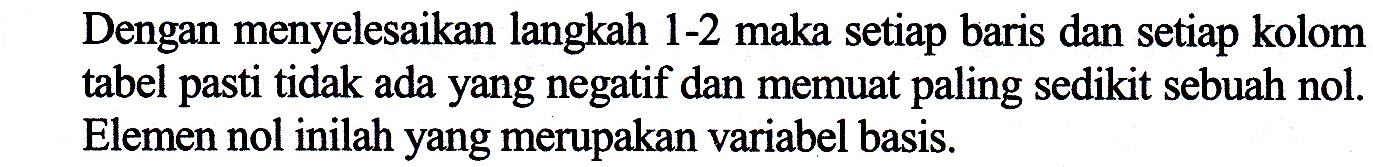 Dengan menyelesaikan langkah 1-2 maka setiap baris dan setiap kolom
tabel pasti tidak ada yang negatif dan memuat paling sedikit sebuah nol.
Elemen nol inilah yang merupakan variabel basis.